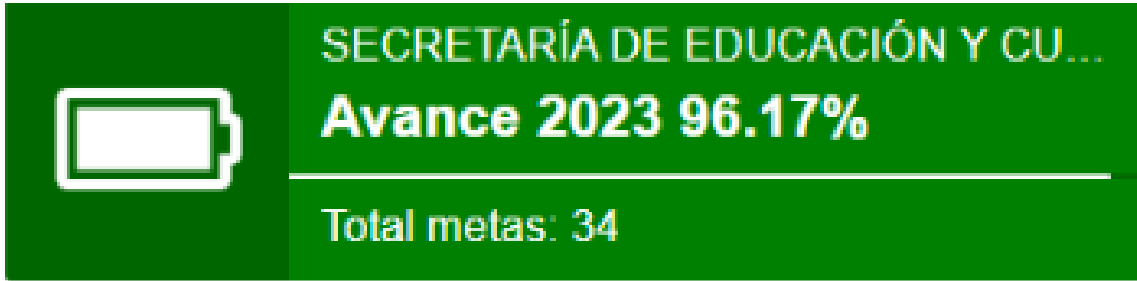 SECRETARÍA DE EDUCACIÓN Y CU...
Avance 2023 96.17%
Total metas: 34